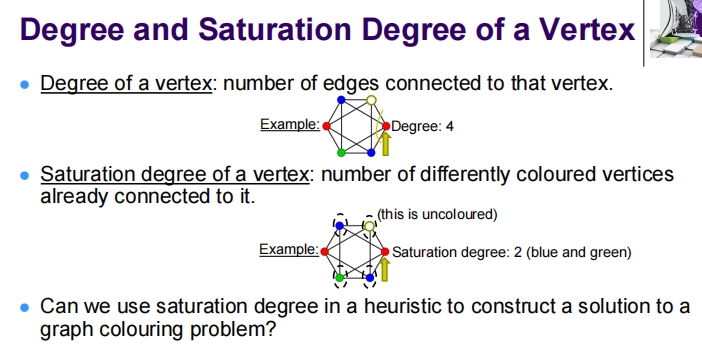 Degree and Saturation Degree of a Vertex
Degree of a vertex: number of edges connected to that vertex.
Example:
Degree: 4
Saturation degree of a vertex: number of differently coloured vertices
already connected to it.
(this is uncoloured)
Example:
Saturation degree: 2 (blue and green)
Can we use saturation degree in a heuristic to construct a solution to a
graph colouring problem?